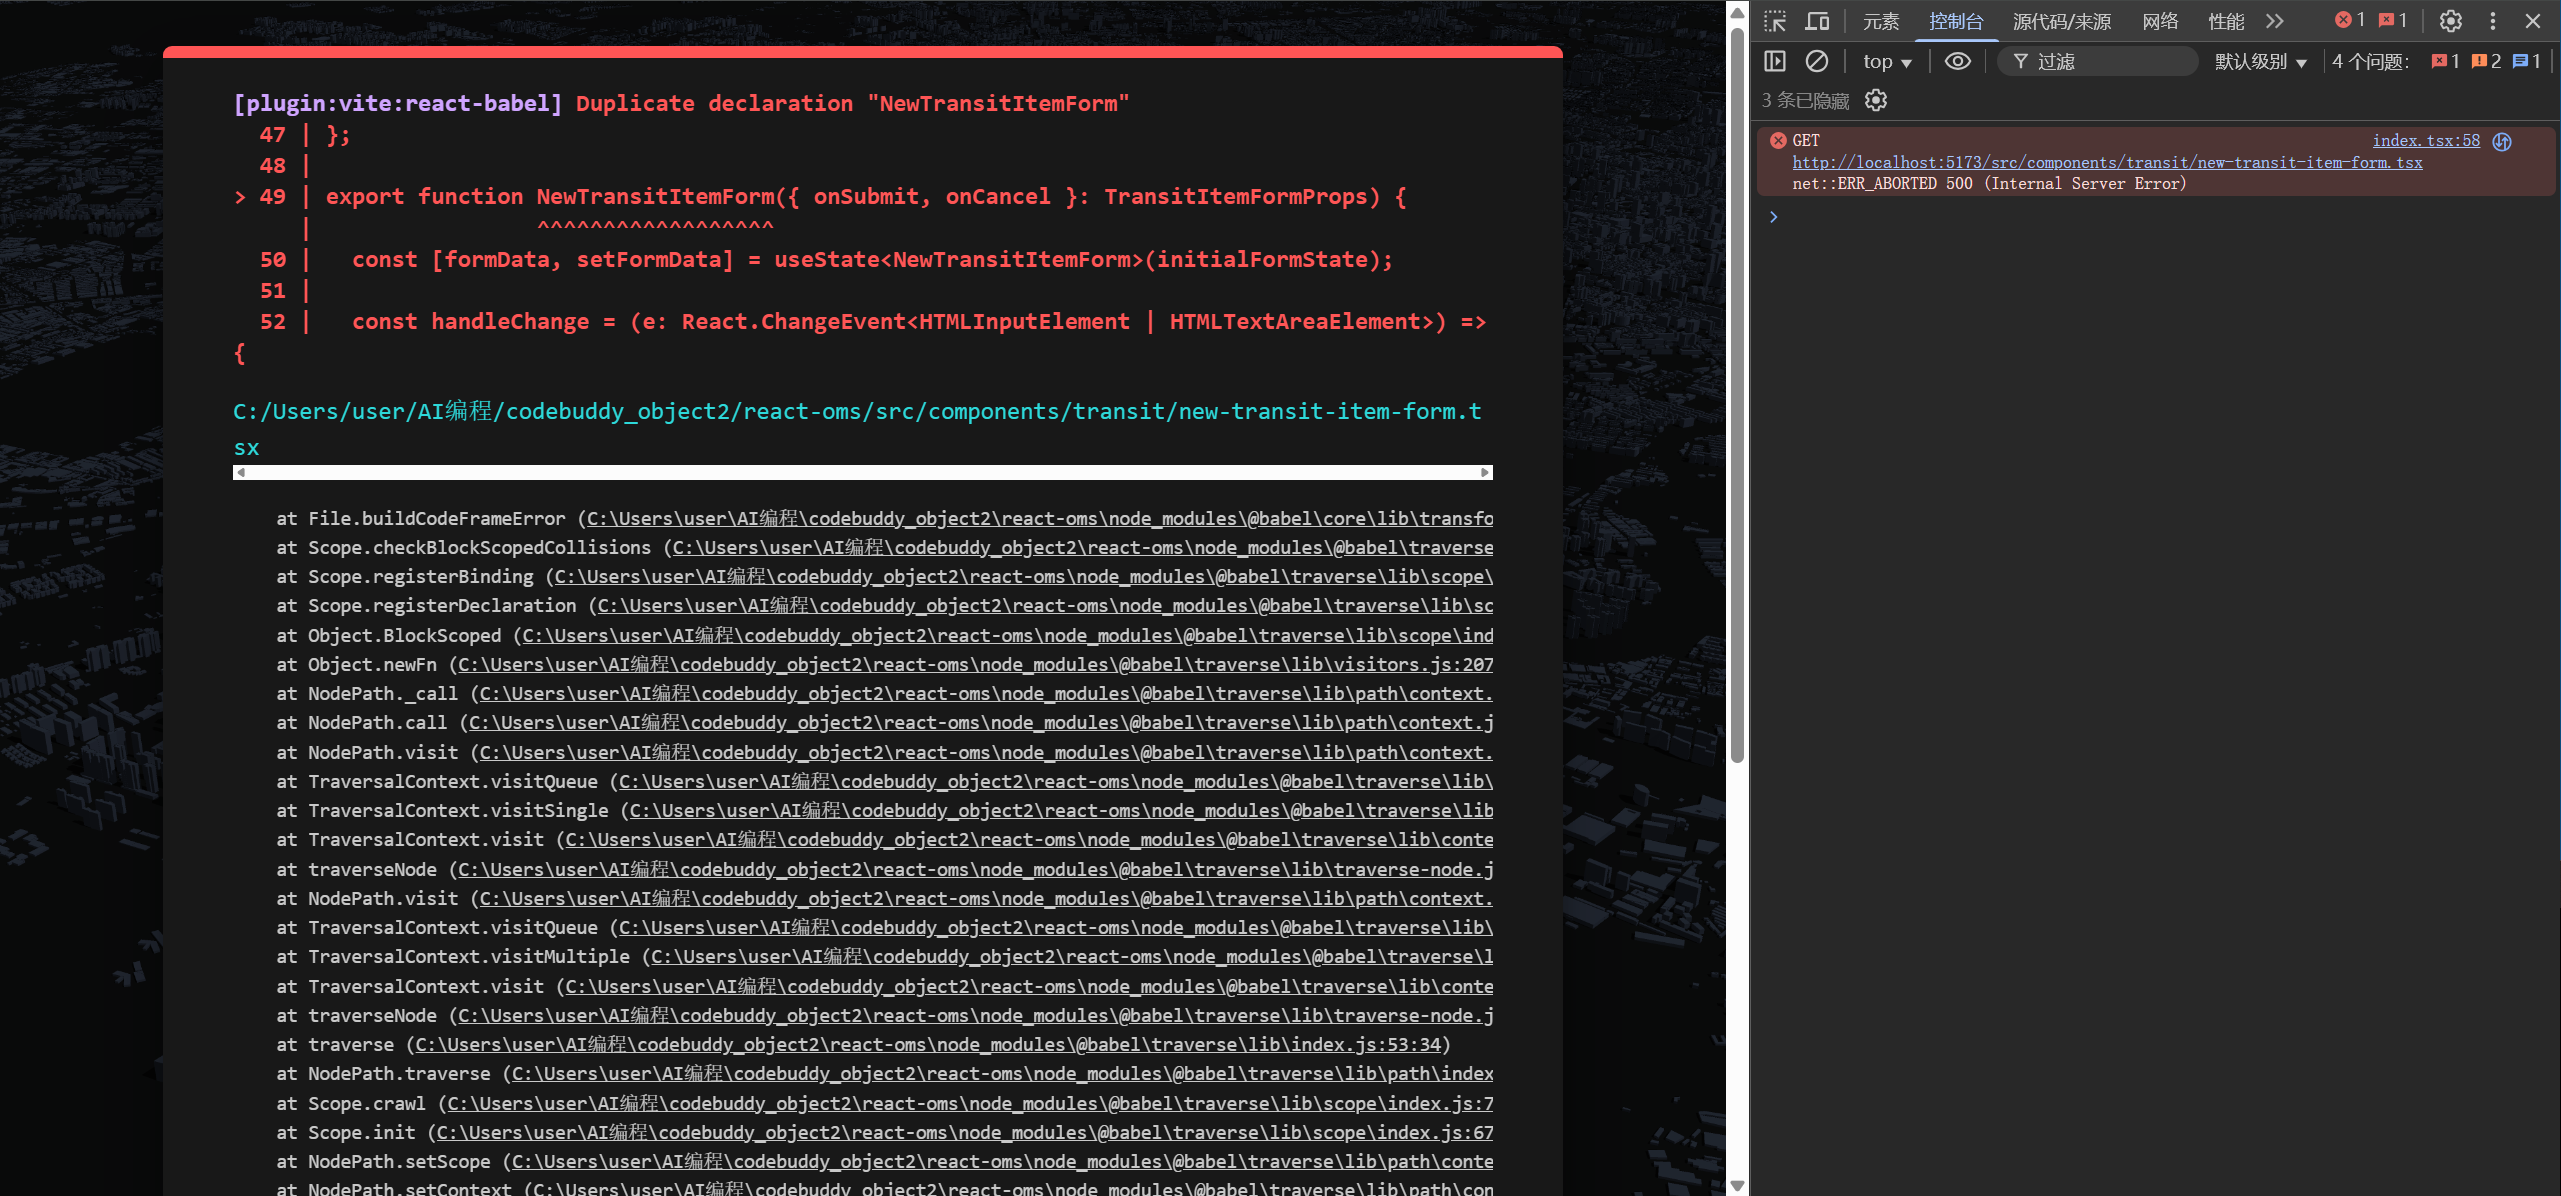 [plugin:vite:react-babel] Duplicate declaration "NewTransitItemForm"
47 | };
48 |
> 49 | export function NewTransitItemForm({ onSubmit, onCancel }: TransitItemFormProps) {
| ^^^^^^^^^^^^^^^^^^
50 | const [formData, setFormData] = useState<NewTransitItemForm>(initialFormState);
51 |
52 | const handleChange = (e: React.ChangeEvent<HTMLInputElement | HTMLTextAreaElement>) =>
{
C:/Users/user/AI编程/codebuddy_object2/react-oms/src/components/transit/new-transit-item-form.t
sx
at File.buildCodeFrameError (C:\Users\user\AI编程\codebuddy_object2\react-oms\node_modules\@babel\core\lib\transfo
at Scope.checkBlockScopedCollisions (C:\Users\user\AI编程\codebuddy_object2\react-oms\node_modules\@babel\traverse
at Scope.registerBinding (C:\Users\user\AI编程\codebuddy_object2\react-oms\node_modules\@babel\traverse\lib\scope\
at Scope.registerDeclaration (C:\Users\user\AI编程\codebuddy_object2\react-oms\node_modules\@babel\traverse\lib\sc
at Object.BlockScoped (C:\Users\user\AI编程\codebuddy_object2\react-oms\node_modules\@babel\traverse\lib\scope\ind
at Object.newFn (C:\Users\user\AI编程\codebuddy_object2\react-oms\node_modules\@babel\traverse\lib\visitors.js:207
at NodePath._call (C:\Users\user\AI编程\codebuddy_object2\react-oms\node_modules\@babel\traverse\lib\path\context.
at NodePath.call (C:\Users\user\AI编程\codebuddy_object2\react-oms\node_modules\@babel\traverse\lib\path\context.j
at NodePath.visit (C:\Users\user\AI编程\codebuddy_object2\react-oms\node_modules\@babel\traverse\lib\path\context.
at TraversalContext.visitQueue (C:\Users\user\AI编程\codebuddy_object2\react-oms\node_modules\@babel\traverse\lib\
at TraversalContext.visitSingle (C:\Users\user\AI编程\codebuddy_object2\react-oms\node_modules\@babel\traverse\lib
at TraversalContext.visit (C:\Users\user\AI编程\codebuddy_object2\react-oms\node_modules\@babel\traverse\lib\conte
at traverseNode (C:\Users\user\AI编程\codebuddy_object2\react-oms\node_modules\@babel\traverse\lib\traverse-node.j
at NodePath.visit (C:\Users\user\AI编程\codebuddy_object2\react-oms\node_modules\@babel\traverse\lib\path\context.
at TraversalContext.visitQueue (C:\Users\user\AI编程\codebuddy_object2\react-oms\node_modules\@babel\traverse\lib\
at TraversalContext.visitMultiple (C:\Users\user\AI编程\codebuddy_object2\react-oms\node_modules\@babel\traverse\l
at TraversalContext.visit (C:\Users\user\AI编程\codebuddy_object2\react-oms\node_modules\@babel\traverse\lib\conte
at traverseNode (C:\Users\user\AI编程\codebuddy_object2\react-oms\node_modules\@babel\traverse\lib\traverse-node.j
at traverse (C:\Users\user\AI编程\codebuddy_object2\react-oms\node_modules\@babel\traverse\lib\index.js:53:34)
at NodePath.traverse (C:\Users\user\AI编程\codebuddy_object2\react-oms\node_modules\@babel\traverse\lib\path\index
at Scope.crawl (C:\Users\user\AI编程\codebuddy_object2\react-oms\node_modules\@babel\traverse\lib\scope\index.js:7
at Scope.init (C:\Users\user\AI编程\codebuddy_object2\react-oms\node_modules\@babel\traverse\lib\scope\index.js:67
at NodePath.setScope (C:\Users\user\AI编程\codebuddy_object2\react-oms\node_modules\@babel\traverse\lib\path\conte
at NodePath.setContext (C:\Users\user\AI编程\codebuddy_object2\react-oms\node_modules\@babel\traverse\lib\path\con
元素 控制台 源代码/来源 网络 性能 1 1
top 过滤 默认级别 4 个问题: 1 2 1
3 条已隐藏
GET index.tsx:58
http://localhost:5173/src/components/transit/new-transit-item-form.tsx
net::ERR_ABORTED 500 (Internal Server Error)